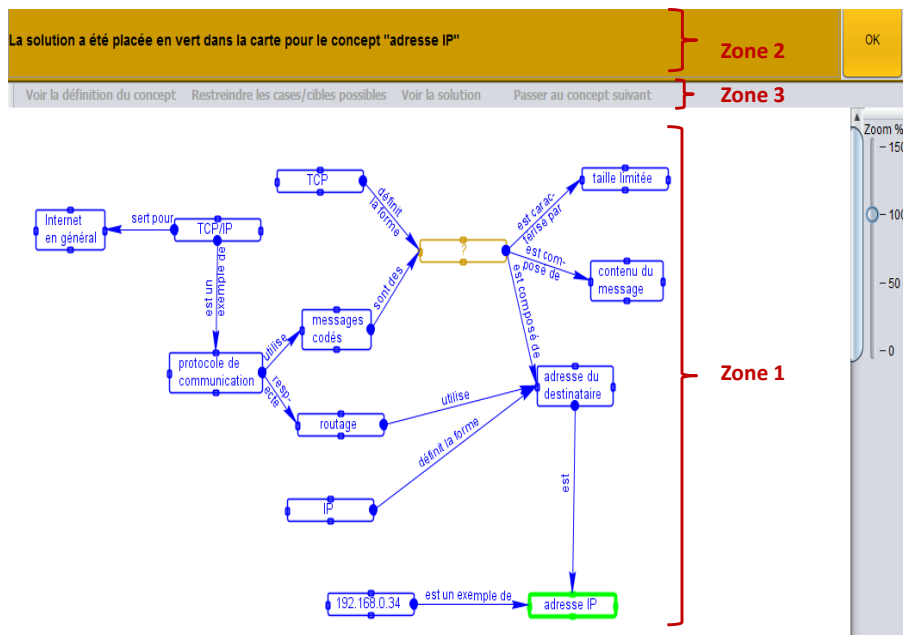 La solution a été placée en vert dans la carte pour le concept "adresse IP"
Zone 2
OK
Voir la définition du concept
Restreindre les cases/cibles possibles
Voir la solution
Passer au concept suivant
Zone 3
Zoom %
150
100
50
0
TCP
définit
la forme
taille limitée
est carac-
térisé par
Internet
en général
sert pour
TCP/IP
?
est com-
posé de
contenu du
message
est un
exemple de
sont des
est composé de
messages
codés
utilise
protocole de
communication
resp-
ecte
Zone 1
adresse du
destinataire
utilise
routage
définit la forme
est
IP
192.168.0.34
est un exemple de
adresse IP